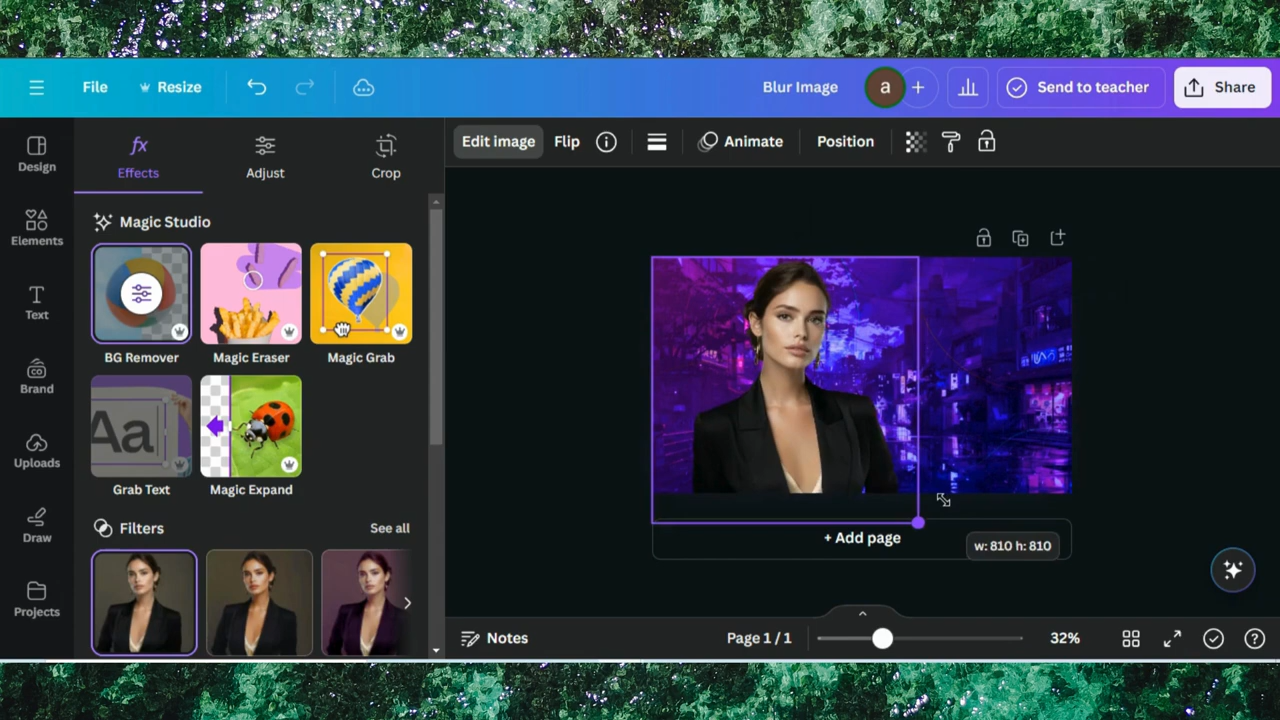 File
Resize
Blur Image
a
+
Send to teacher
Share
Design
Elements
Text
Brand
Uploads
Draw
Projects
fx
Effects
Adjust
Crop
Magic Studio
BG Remover
Magic Eraser
Magic Grab
Aa
Grab Text
Magic Expand
Filters
See all
Edit image
Flip
Animate
Position
+ Add page
w: 810 h: 810
Notes
Page 1 / 1
32%